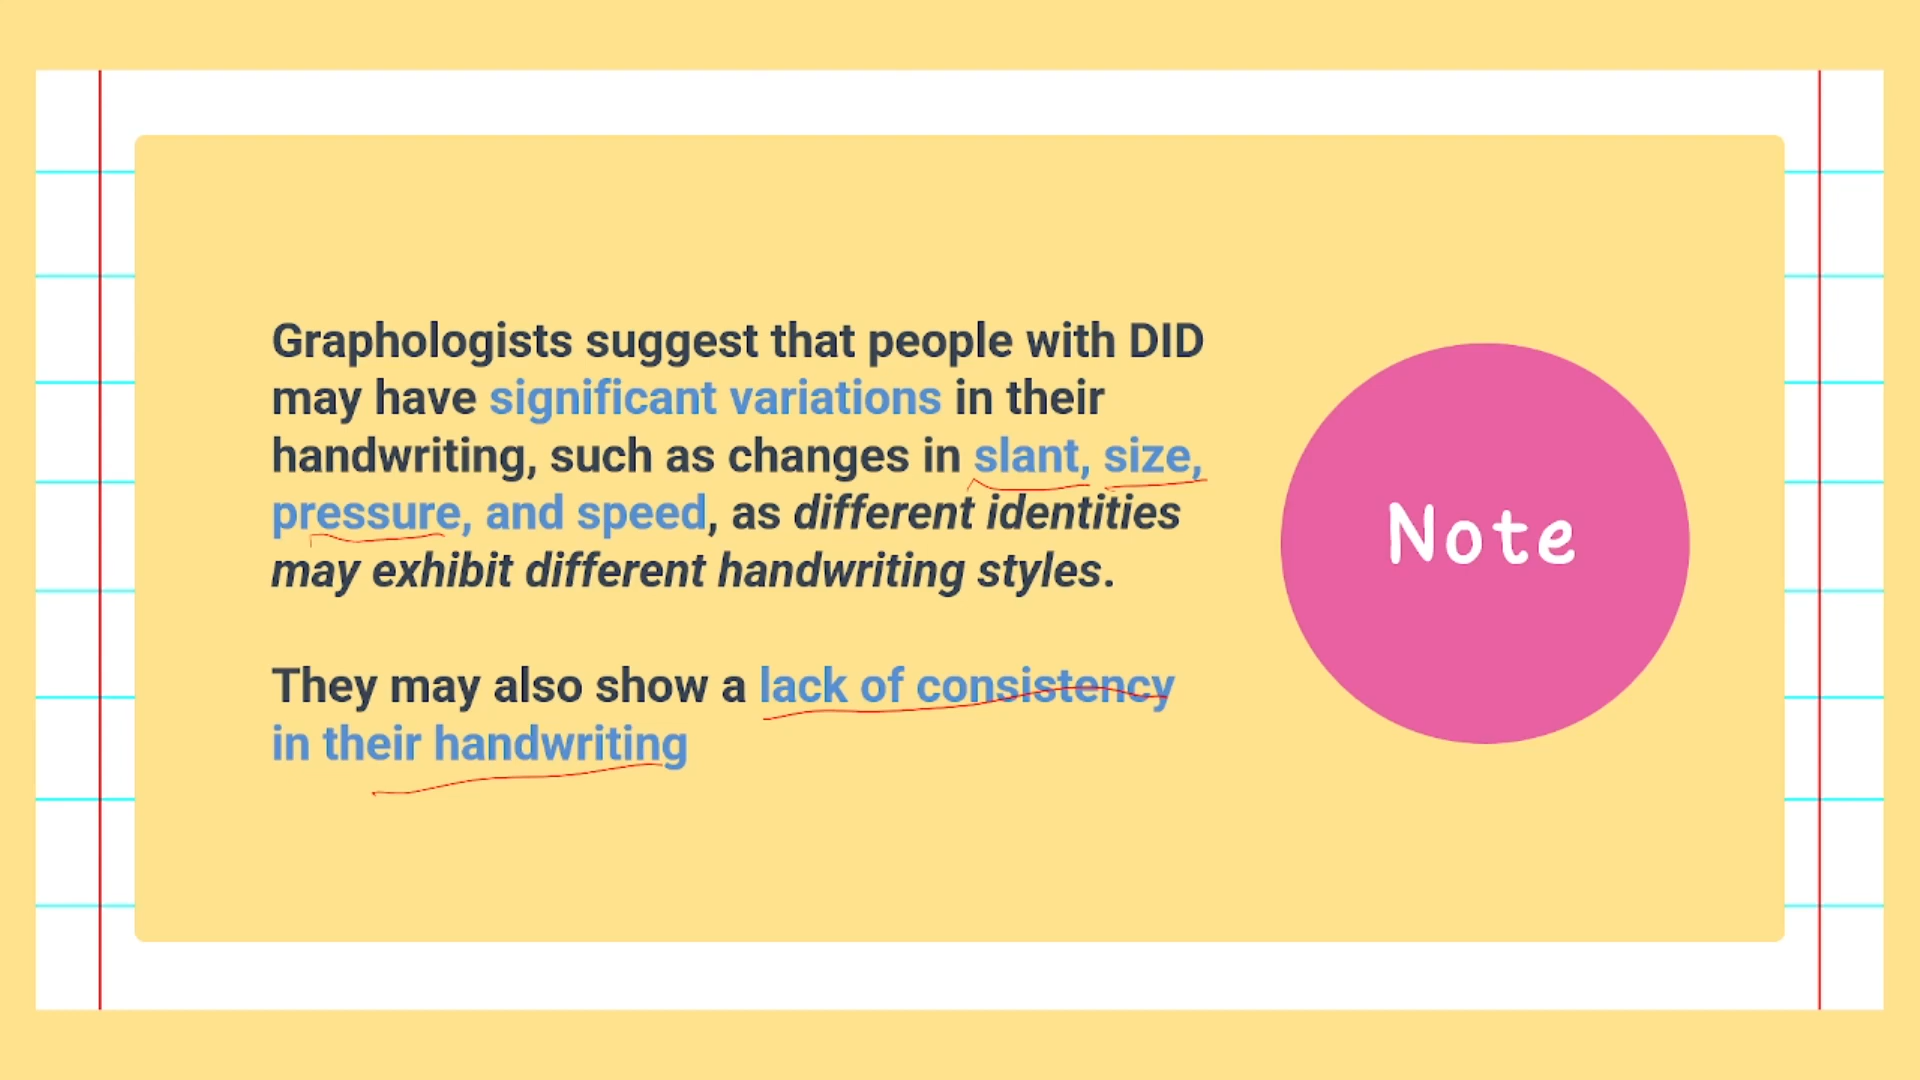 Graphologists suggest that people with DID
may have significant variations in their
handwriting, such as changes in slant, size,
pressure, and speed, as different identities
may exhibit different handwriting styles.
They may also show a lack of consistency
in their handwriting
Note